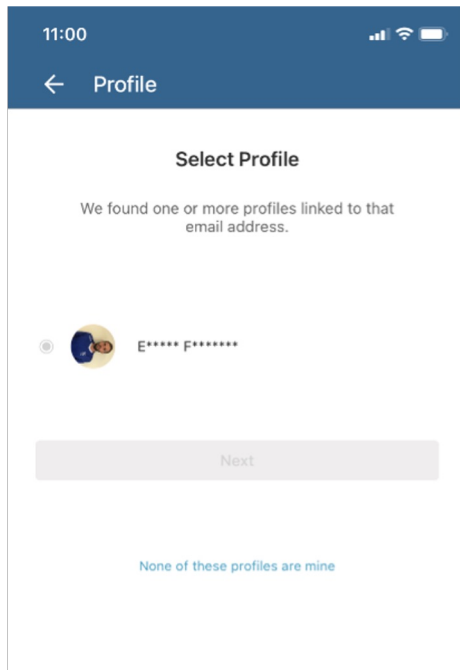 11:00
Profile
Select Profile
We found one or more profiles linked to that
email address.
E***** F*******
Next
None of these profiles are mine